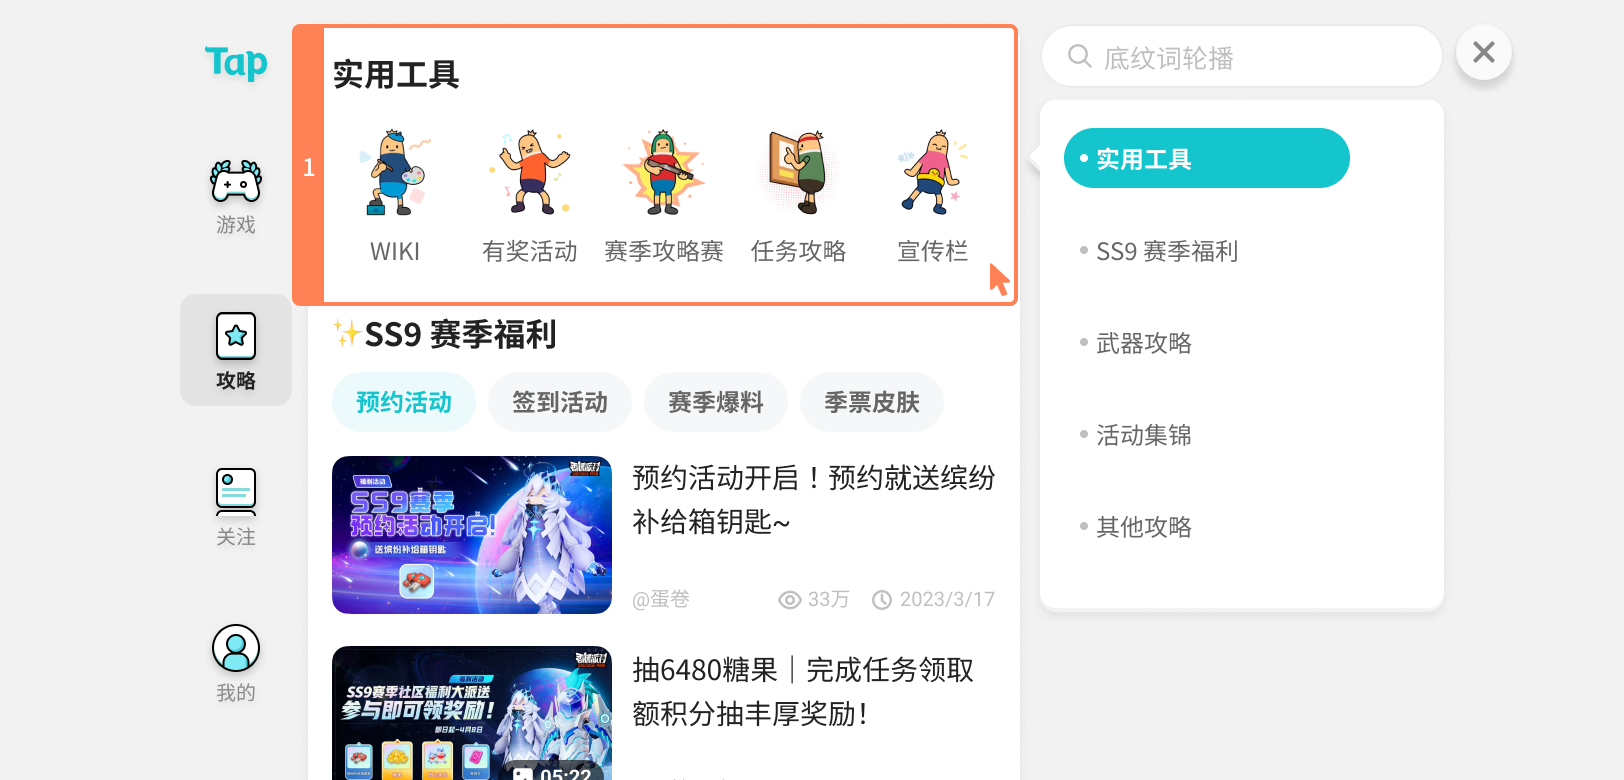 Tap
游戏
攻略
关注
我的
1
实用工具
WIKI
有奖活动
赛季攻略赛
任务攻略
宣传栏
✨SS9 赛季福利
预约活动
签到活动
赛季爆料
季票皮肤
福利活动
SS9赛季
预约活动开启!
送缤纷补给箱钥匙
预约活动开启！预约就送缤纷
补给箱钥匙~
@蛋卷
33万
2023/3/17
福利活动
SS9赛季社区福利大派送
参与即可领奖励!
即日起-4月8日
05:22
抽6480糖果｜完成任务领取
额积分抽丰厚奖励！
底纹词轮播
实用工具
SS9 赛季福利
武器攻略
活动集锦
其他攻略